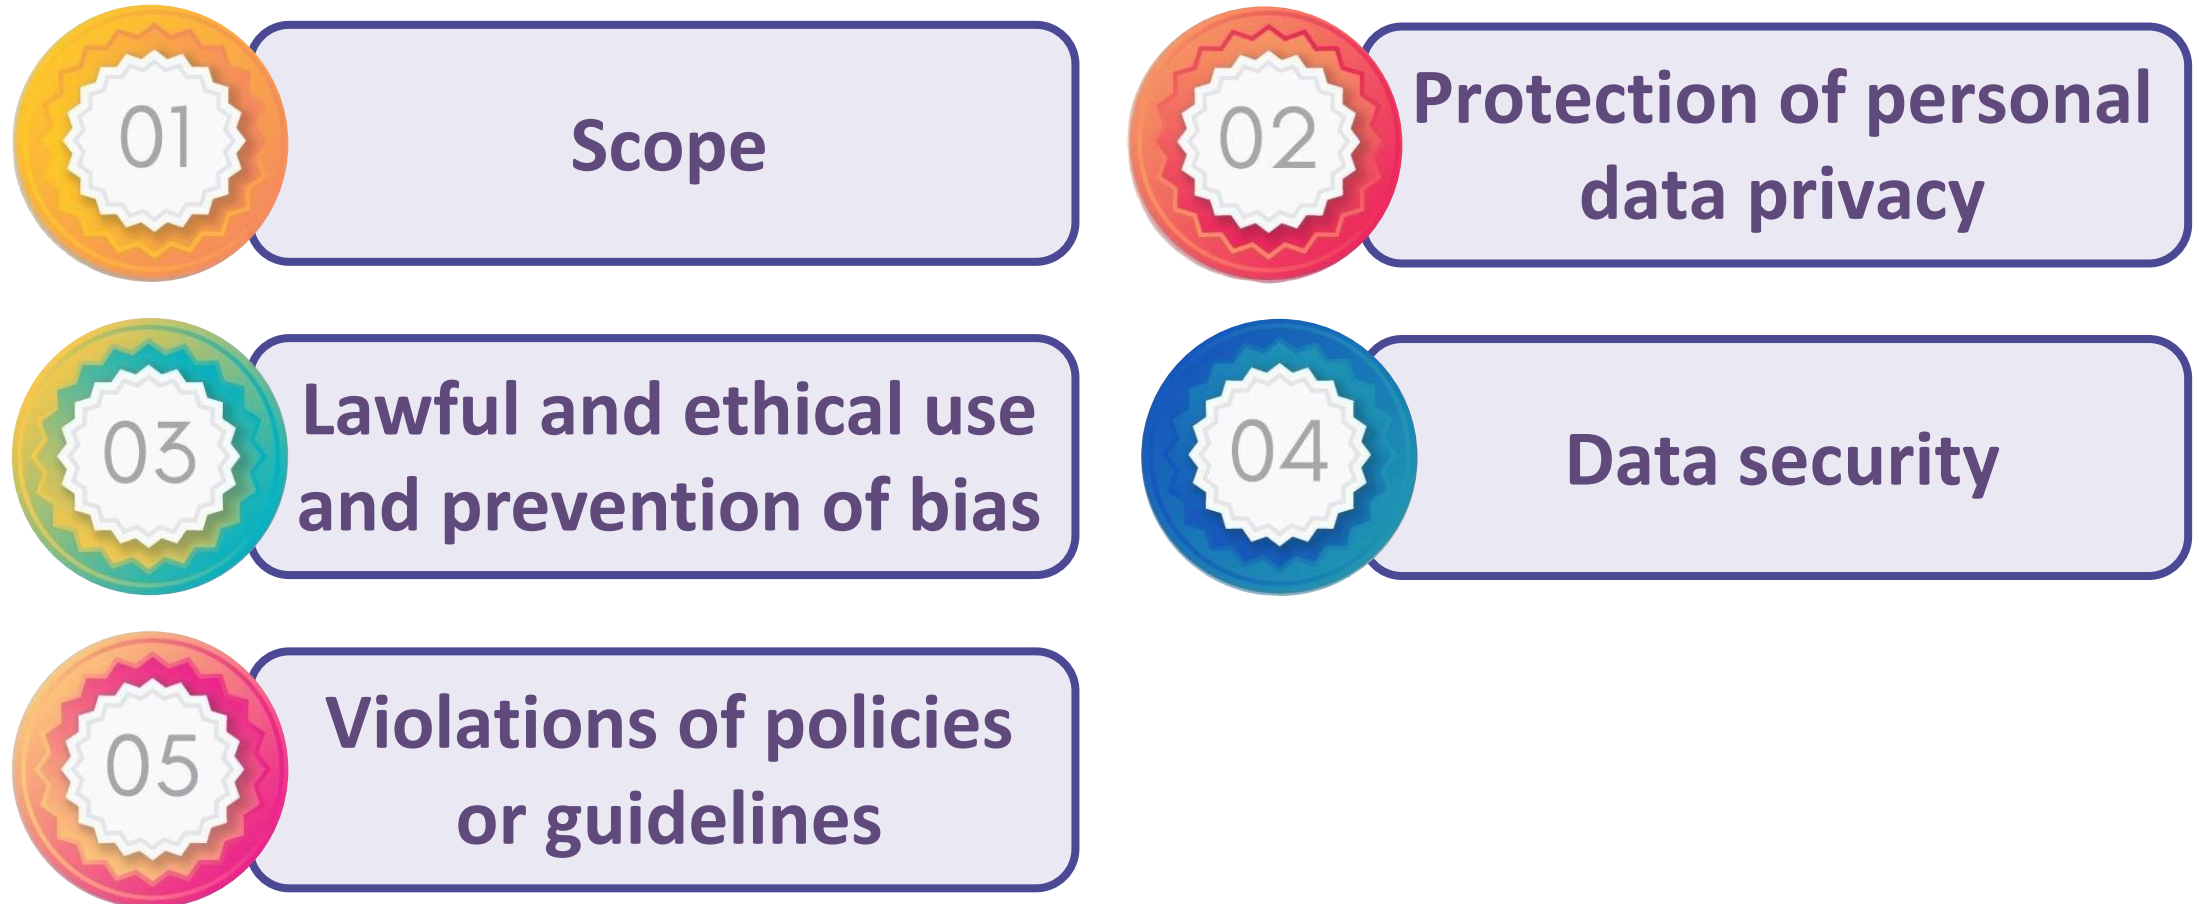 01
Scope
02
Protection of personal
data privacy
03
Lawful and ethical use
and prevention of bias
04
Data security
05
Violations of policies
or guidelines